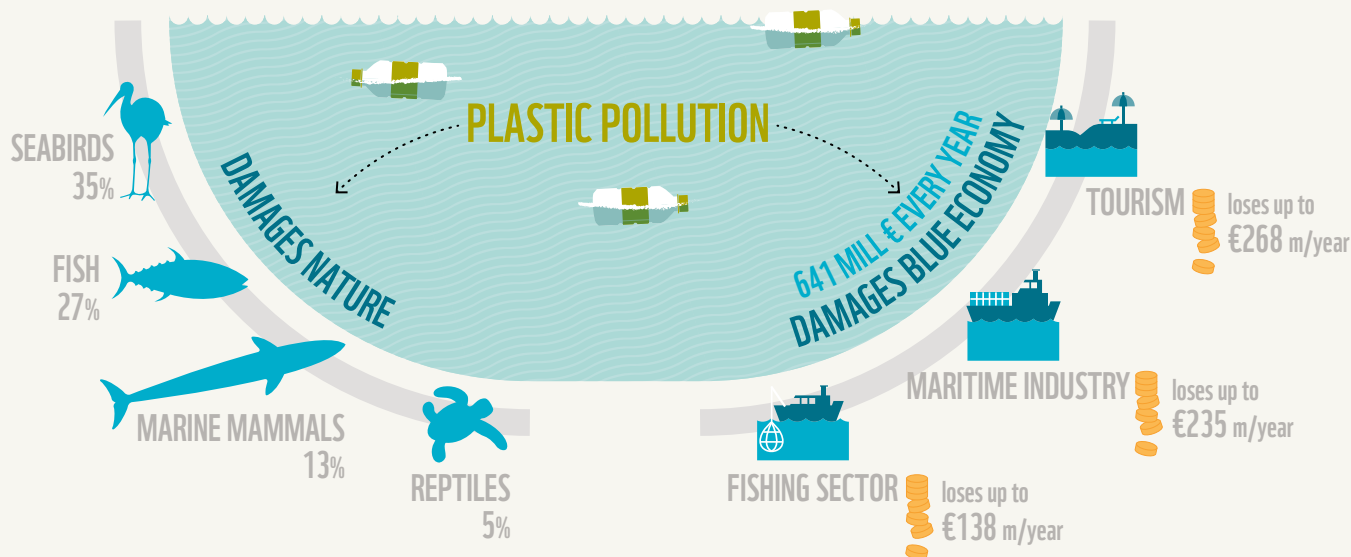 PLASTIC POLLUTION
DAMAGES NATURE
SEABIRDS
35%
FISH
27%
MARINE MAMMALS
13%
REPTILES
5%
641 MILL € EVERY YEAR
DAMAGES BLUE ECONOMY
TOURISM
loses up to
€268 m/year
MARITIME INDUSTRY
loses up to
€235 m/year
FISHING SECTOR
loses up to
€138 m/year